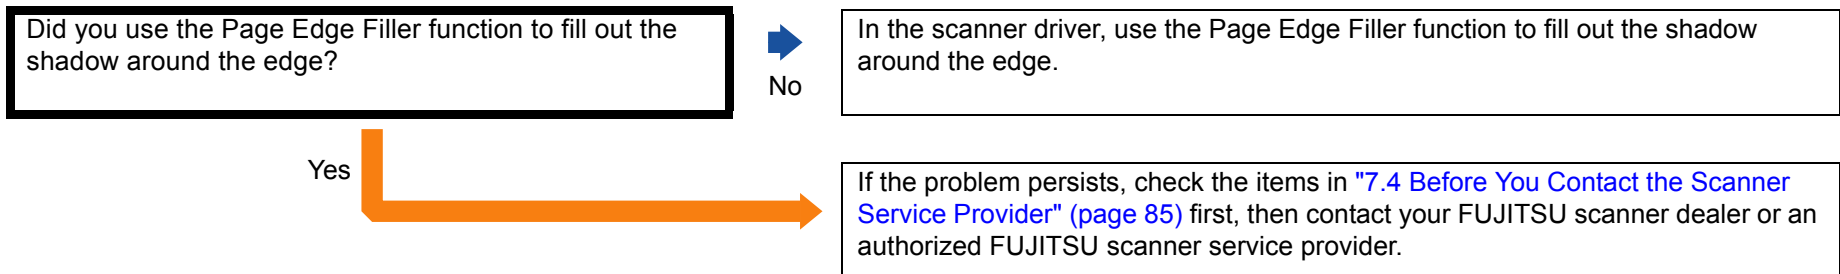 Did you use the Page Edge Filler function to fill out the
shadow around the edge?
No
In the scanner driver, use the Page Edge Filler function to fill out the shadow
around the edge.
Yes
If the problem persists, check the items in "7.4 Before You Contact the Scanner
Service Provider" (page 85) first, then contact your FUJITSU scanner dealer or an
authorized FUJITSU scanner service provider.